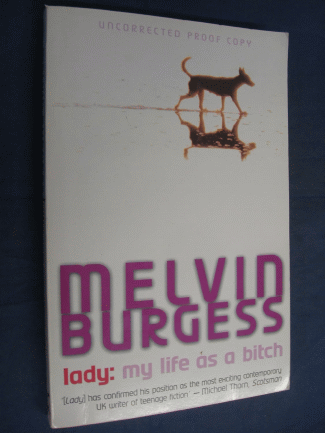 UNCORRECTED PROOF COPY
MELVIN
BURGESS
lady: my life as a bitch
'[Lady] has confirmed his position as the most exciting contemporary
UK writer of teenage fiction' — Michael Thorn, Scotsman